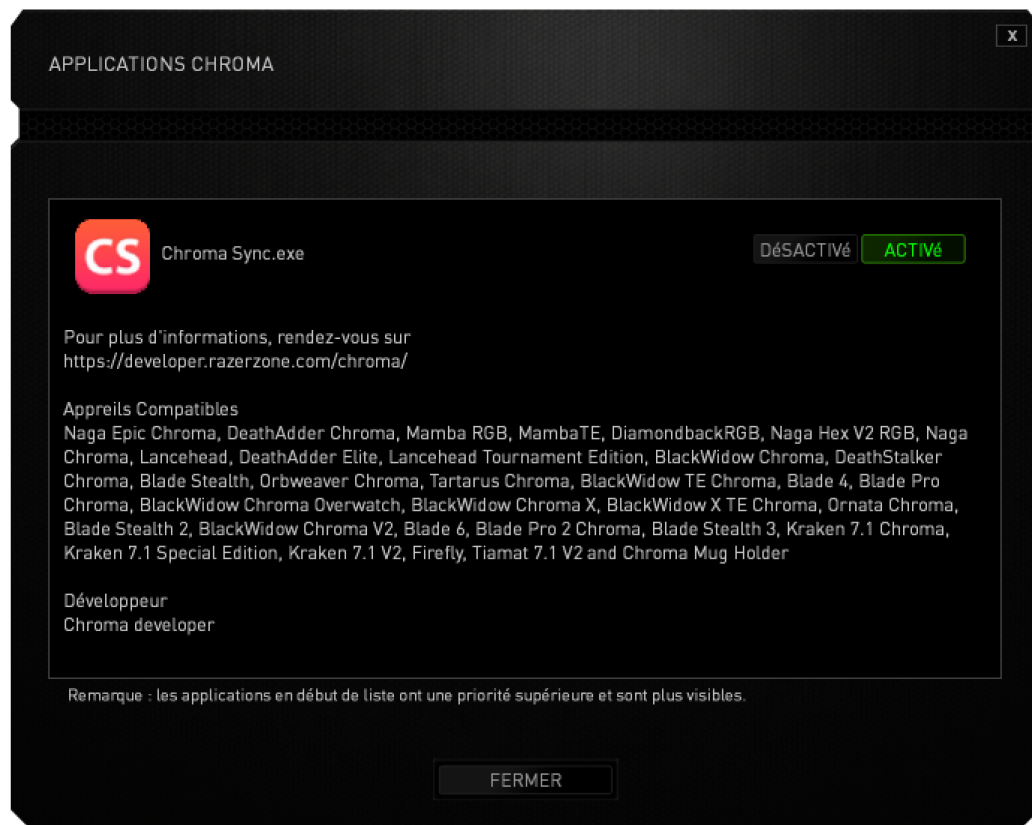 X
APPLICATIONS CHROMA
CS
Chroma Sync.exe
DéSACTIVé
ACTIVé
Pour plus d'informations, rendez-vous sur
https://developer.razerzone.com/chroma/
Appreils Compatibles
Naga Epic Chroma, DeathAdder Chroma, Mamba RGB, MambaTE, DiamondbackRGB, Naga Hex V2 RGB, Naga
Chroma, Lancehead, DeathAdder Elite, Lancehead Tournament Edition, BlackWidow Chroma, DeathStalker
Chroma, Blade Stealth, Orbweaver Chroma, Tartarus Chroma, BlackWidow TE Chroma, Blade 4, Blade Pro
Chroma, BlackWidow Chroma Overwatch, BlackWidow Chroma X, BlackWidow X TE Chroma, Ornata Chroma,
Blade Stealth 2, BlackWidow Chroma V2, Blade 6, Blade Pro 2 Chroma, Blade Stealth 3, Kraken 7.1 Chroma,
Kraken 7.1 Special Edition, Kraken 7.1 V2, Firefly, Tiamat 7.1 V2 and Chroma Mug Holder
Développeur
Chroma developer
Remarque : les applications en début de liste ont une priorité supérieure et sont plus visibles.
FERMER